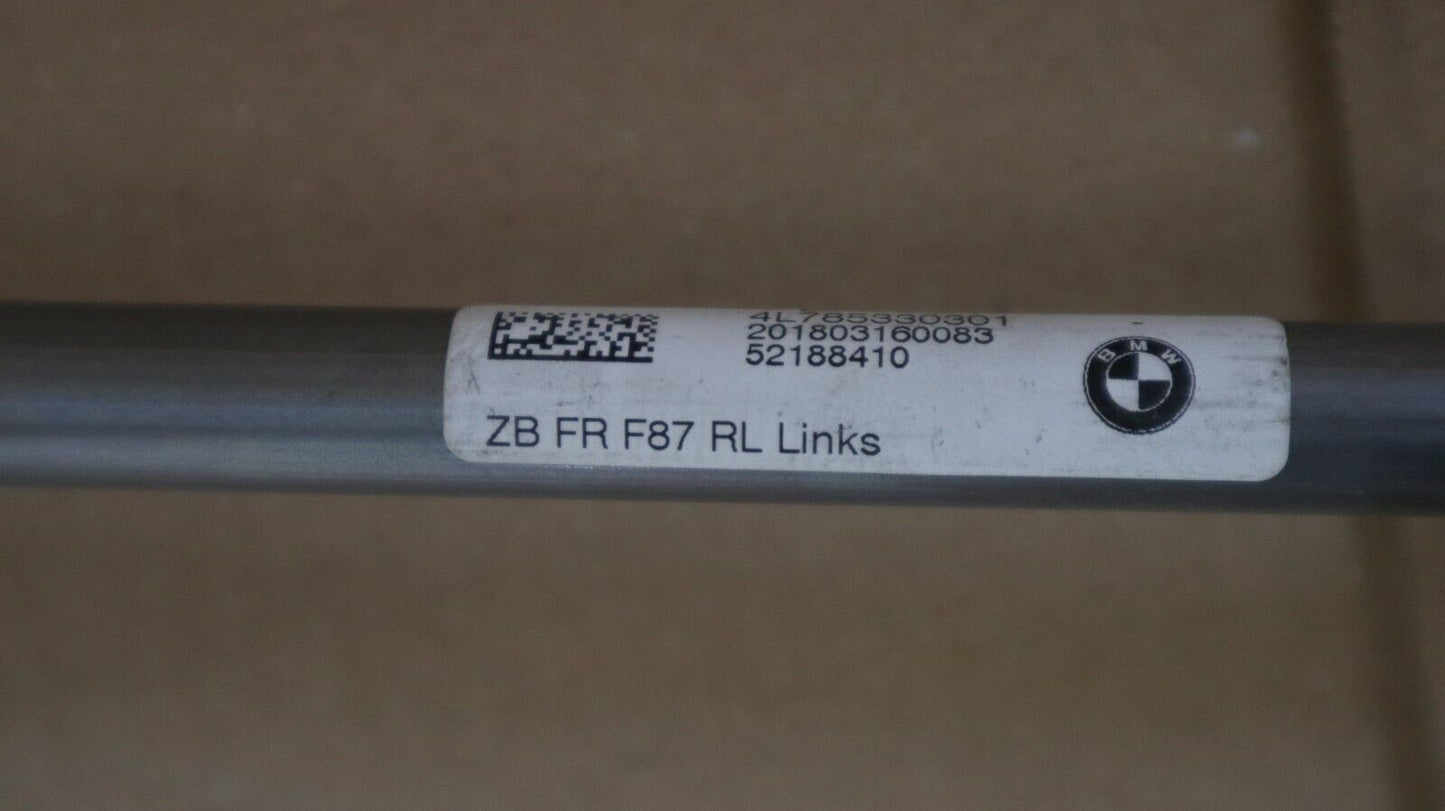 4L785330301
201803160083
52188410
BMW
ZB FR F87 RL Links